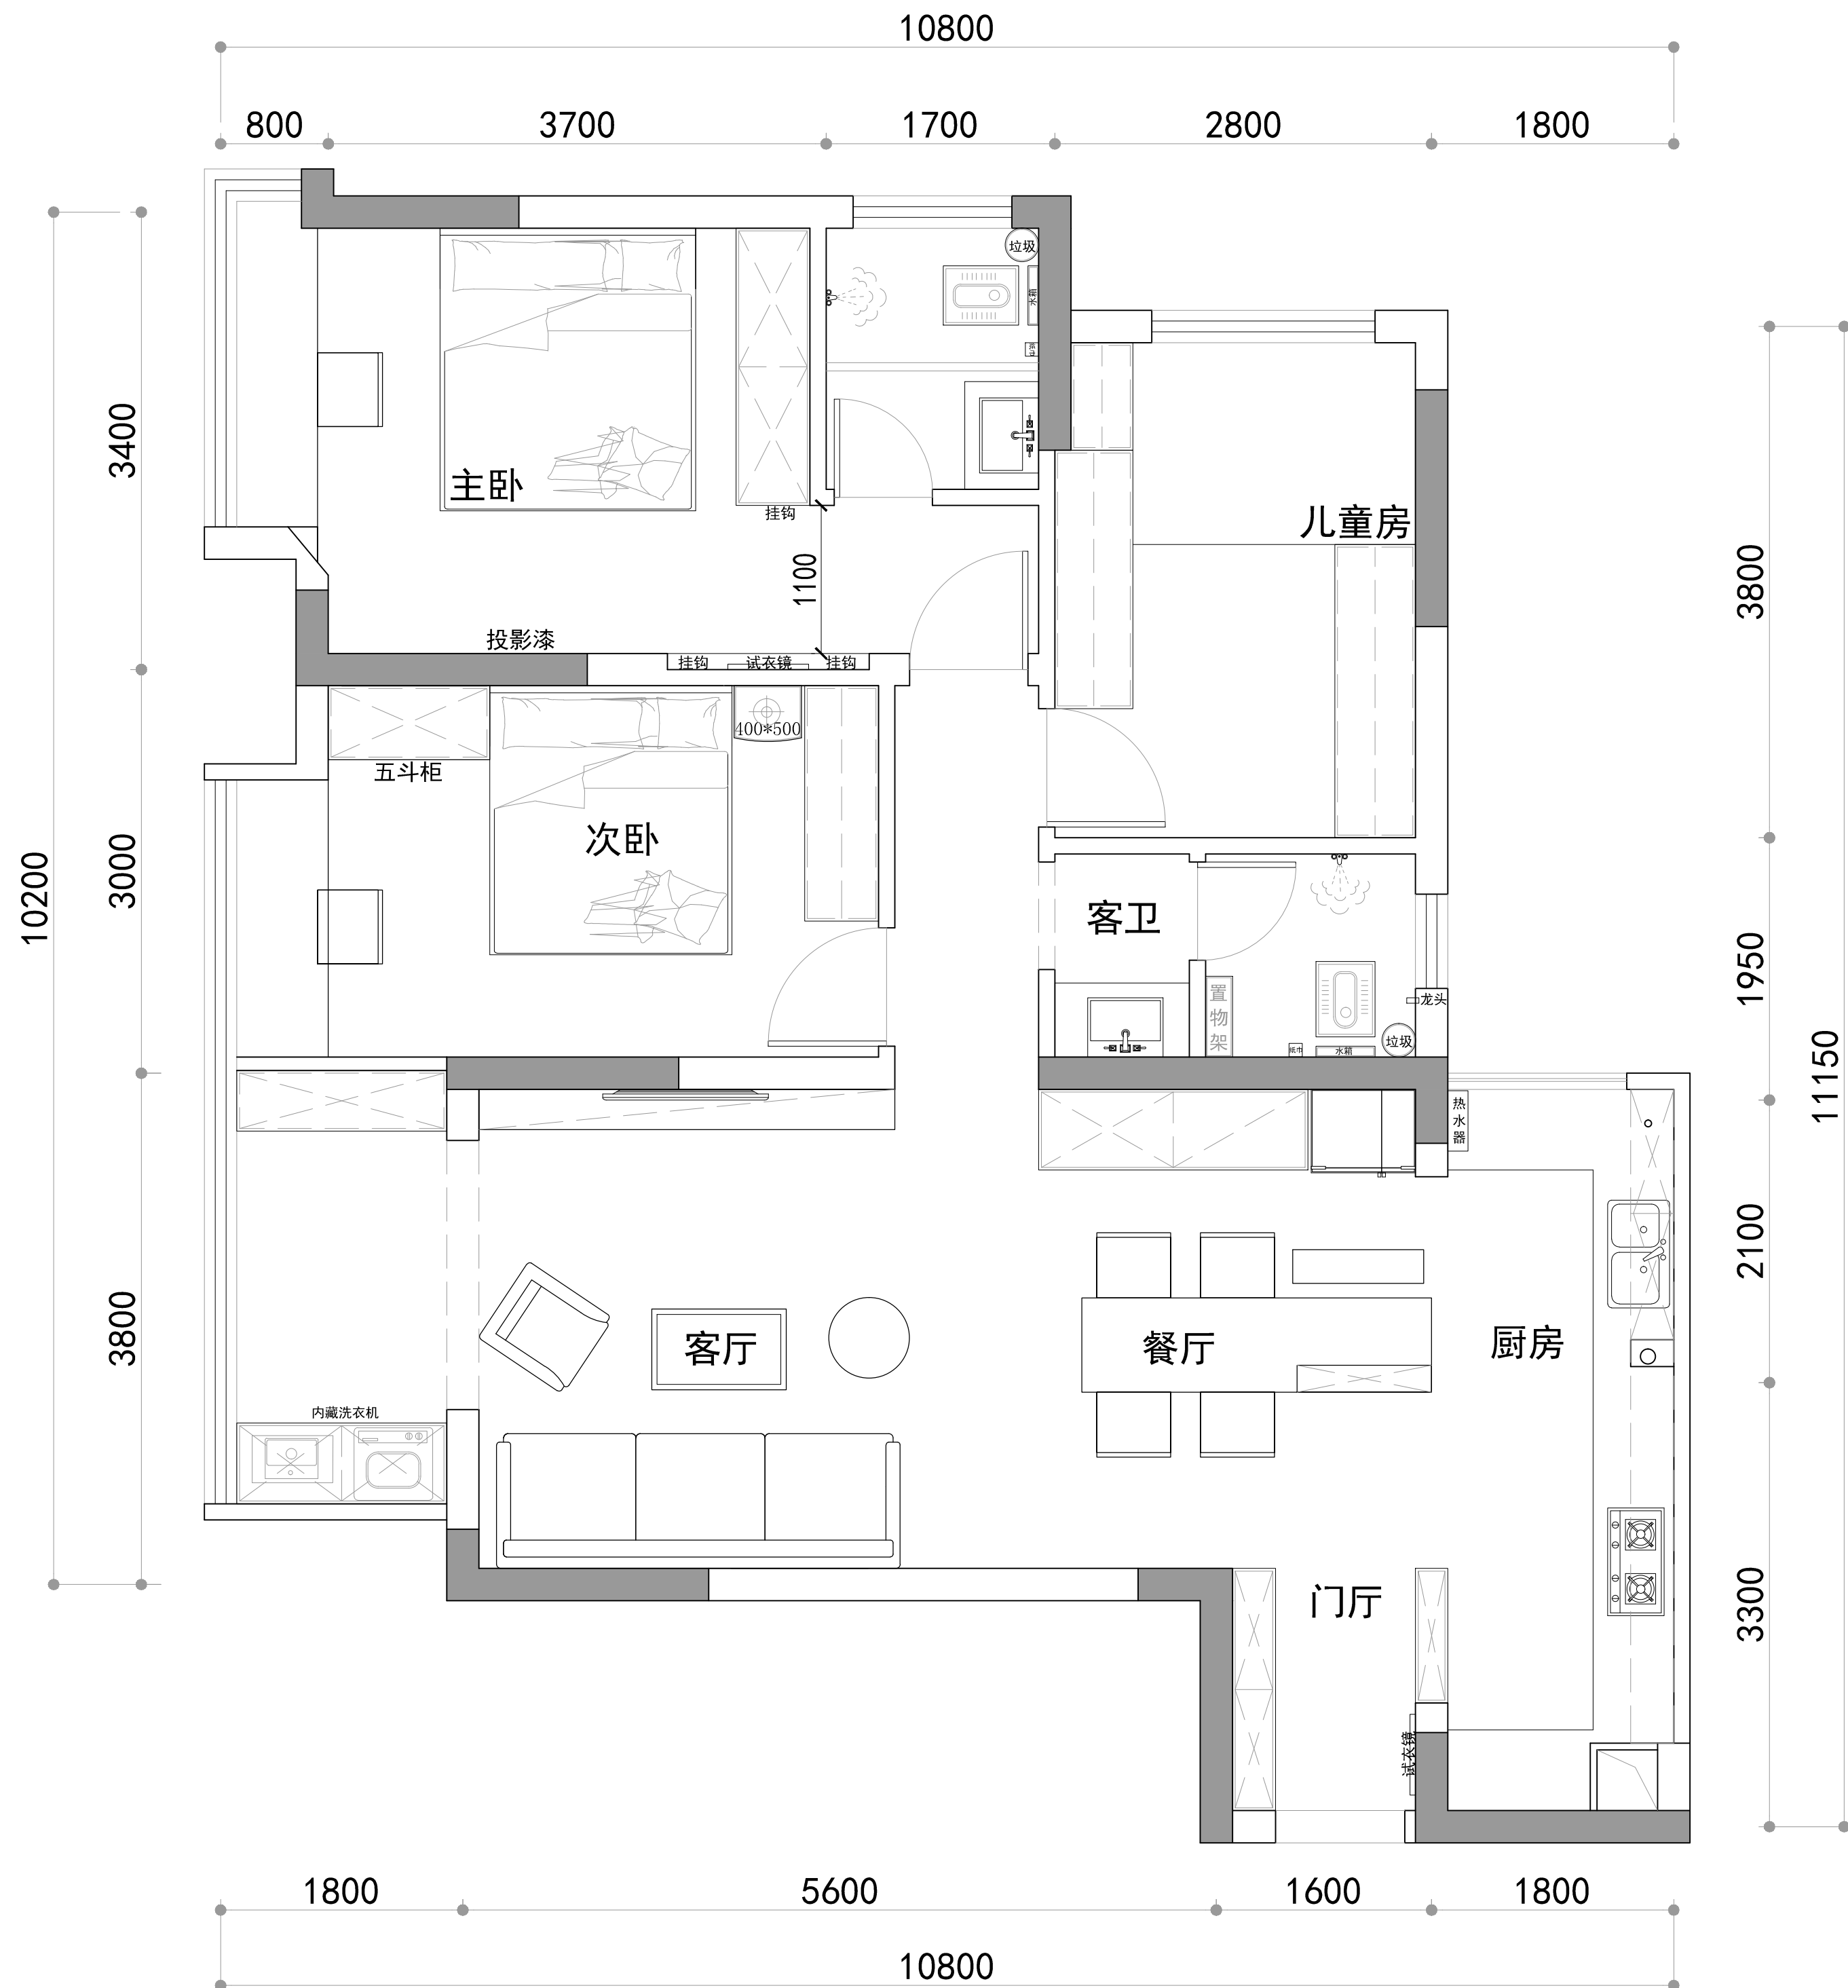 10800
800
3700
1700
2800
1800
垃圾
水箱
主卧
挂钩
儿童房
1100
3400
3800
投影漆
挂钩
试衣镜
挂钩
400*500
五斗柜
次卧
10200
3000
客卫
1950
置物架
龙头
纸巾
水箱
垃圾
11150
热水器
2100
3800
客厅
餐厅
厨房
内藏洗衣机
门厅
3300
试衣镜
1800
5600
1600
1800
10800